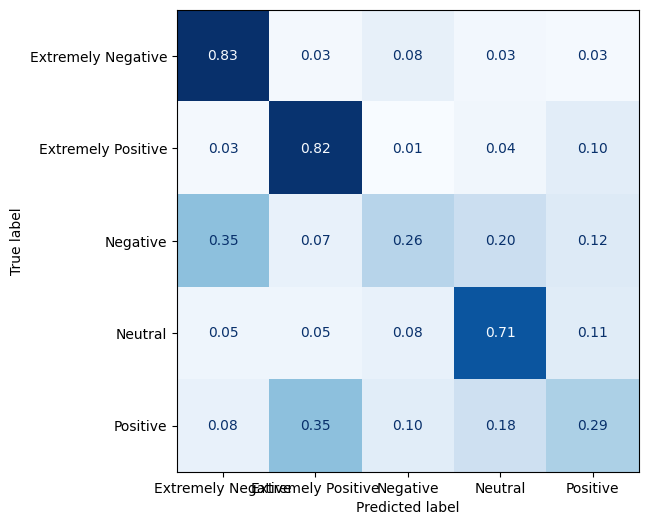 Extremely Negative 0.83 0.03 0.08 0.03 0.03
Extremely Positive 0.03 0.82 0.01 0.04 0.10
True label
Negative 0.35 0.07 0.26 0.20 0.12
Neutral 0.05 0.05 0.08 0.71 0.11
Positive 0.08 0.35 0.10 0.18 0.29
Extremely Negative Extremely Positive Negative Neutral Positive
Predicted label